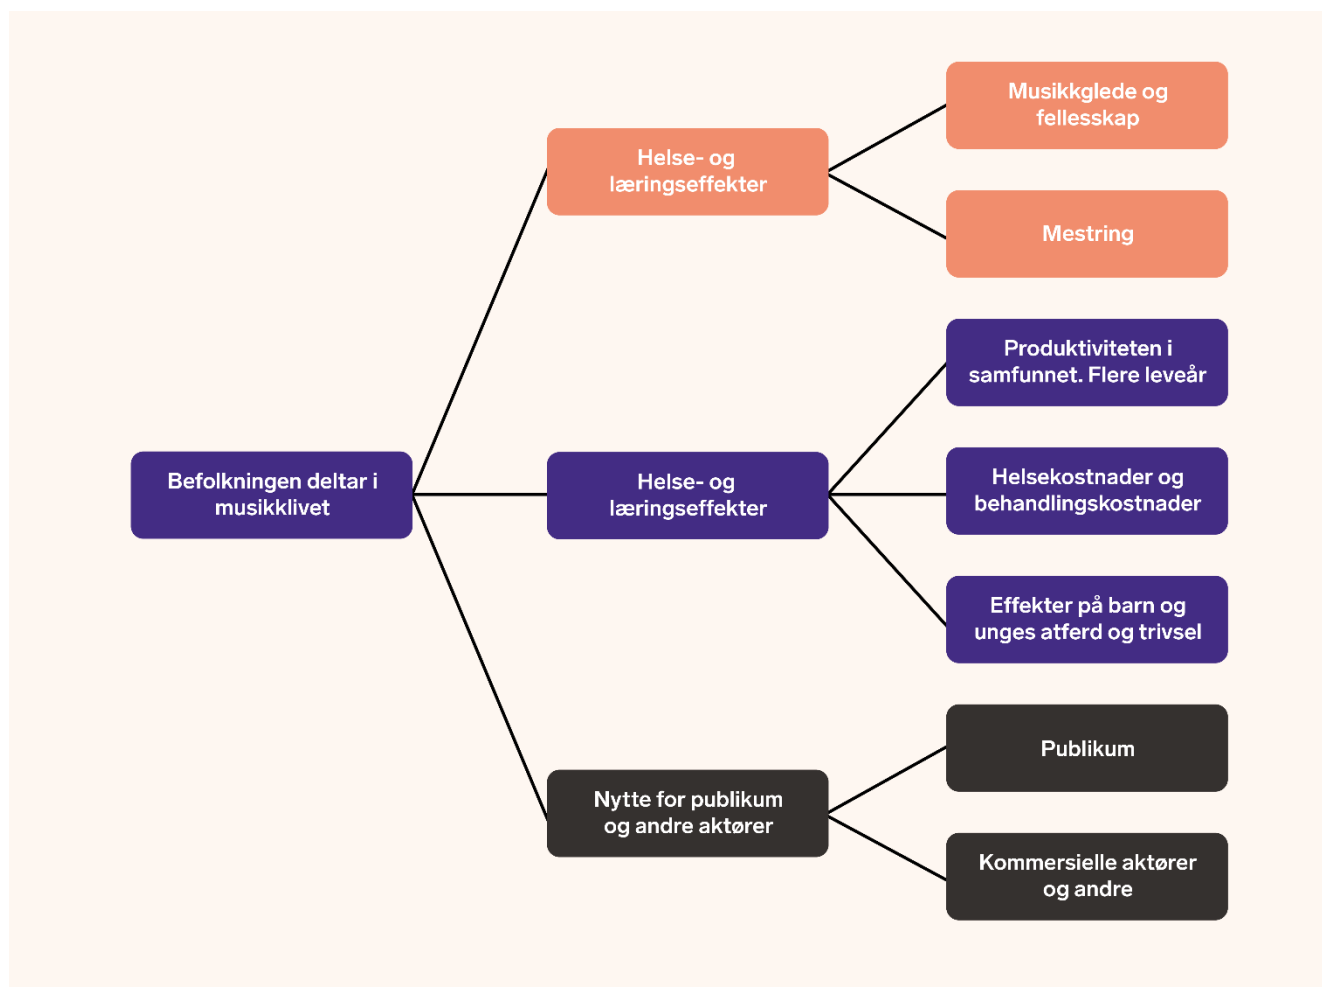 Befolkningen deltar i
musikklivet
Helse- og
læringseffekter
Musikkglede og
fellesskap
Mestring
Helse- og
læringseffekter
Produktiviteten i
samfunnet. Flere leveår
Helsekostnader og
behandlingskostnader
Effekter på barn og
unges atferd og trivsel
Nytte for publikum
og andre aktører
Publikum
Kommersielle aktører
og andre